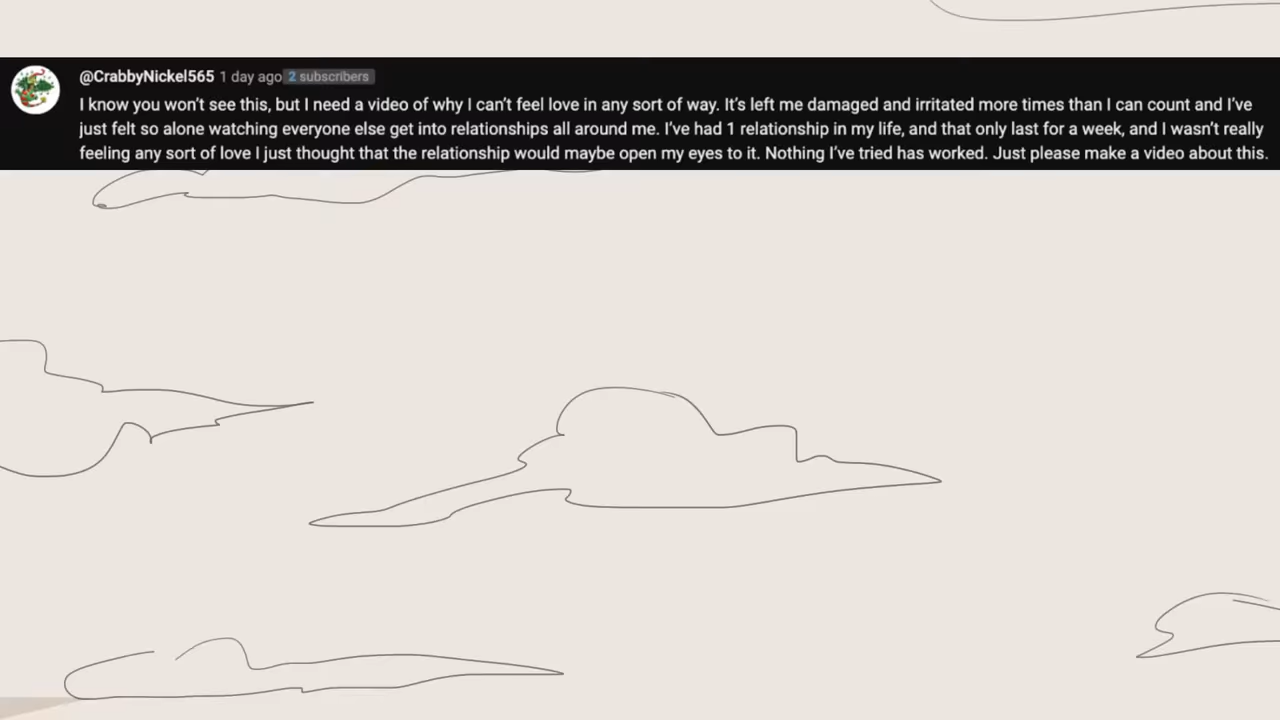 @CrabbyNickel565 1 day ago 2 subscribers
I know you won't see this, but I need a video of why I can't feel love in any sort of way. It's left me damaged and irritated more times than I can count and I've
just felt so alone watching everyone else get into relationships all around me. I've had 1 relationship in my life, and that only last for a week, and I wasn't really
feeling any sort of love I just thought that the relationship would maybe open my eyes to it. Nothing I've tried has worked. Just please make a video about this.